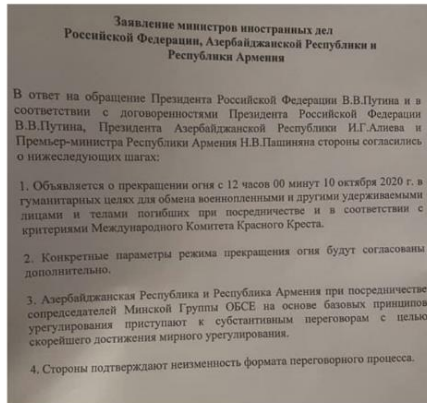 Заявление министров иностранных дел
Российской Федерации, Азербайджанской Республики и
Республики Армения
В ответ на обращение Президента Российской Федерации В.В.Путина и в
соответствии с договоренностями Президента Российской Федерации
В.В.Путина, Президента Азербайджанской Республики И.Г.Алиева и
Премьер-министра Республики Армения Н.В.Пашиняна стороны согласились
о нижеследующих шагах:
1. Объявляется о прекращении огня с 12 часов 00 минут 10 октября 2020 г. в
гуманитарных целях для обмена военнопленными и другими удерживаемыми
лицами и телами погибших при посредничестве и в соответствии с
критериями Международного Комитета Красного Креста.
2. Конкретные параметры режима прекращения огня будут согласованы
дополнительно.
3. Азербайджанская Республика и Республика Армения при посредничестве
сопредседателей Минской Группы ОБСЕ на основе базовых принципов
урегулирования приступают к субстантивным переговорам с целью
скорейшего достижения мирного урегулирования.
4. Стороны подтверждают неизменность формата переговорного процесса.